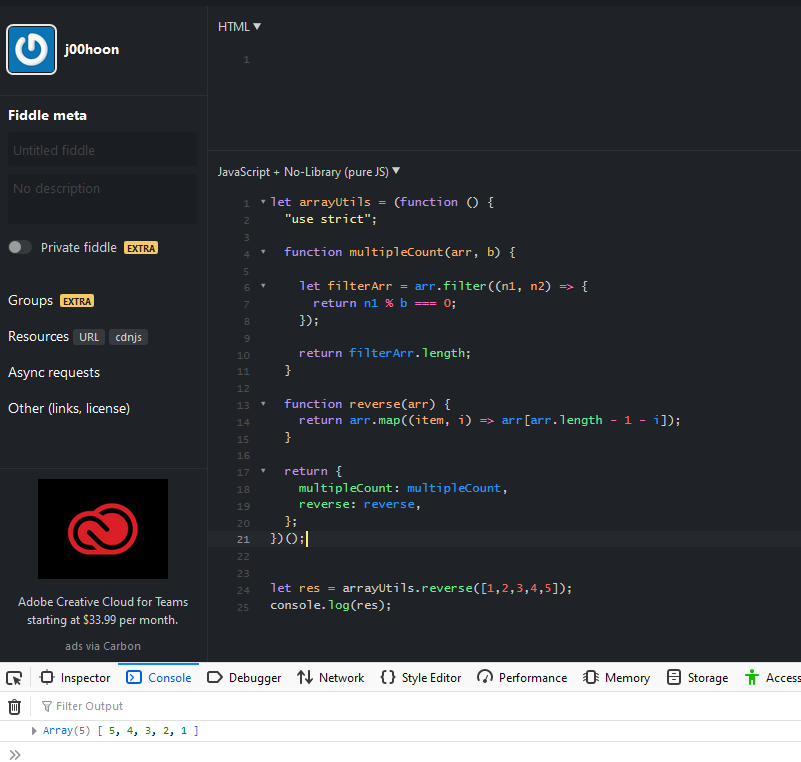 j00hoon
Fiddle meta
Untitled fiddle
No description
Private fiddle EXTRA
Groups EXTRA
Resources URL cdnjs
Async requests
Other (links, license)
Adobe Creative Cloud for Teams
starting at $33.99 per month.
ads via Carbon
HTML ▼
1
JavaScript + No-Library (pure JS) ▼
1 let arrayUtils = (function () {
2   "use strict";
3
4   function multipleCount(arr, b) {
5
6     let filterArr = arr.filter((n1, n2) => {
7       return n1 % b === 0;
8     });
9
10     return filterArr.length;
11   }
12
13   function reverse(arr) {
14     return arr.map((item, i) => arr[arr.length - 1 - i]);
15   }
16
17   return {
18     multipleCount: multipleCount,
19     reverse: reverse,
20   };
21 })();
22
23
24 let res = arrayUtils.reverse([1,2,3,4,5]);
25 console.log(res);
Inspector Console Debugger Network Style Editor Performance Memory Storage Access
Filter Output
Array(5) [ 5, 4, 3, 2, 1 ]